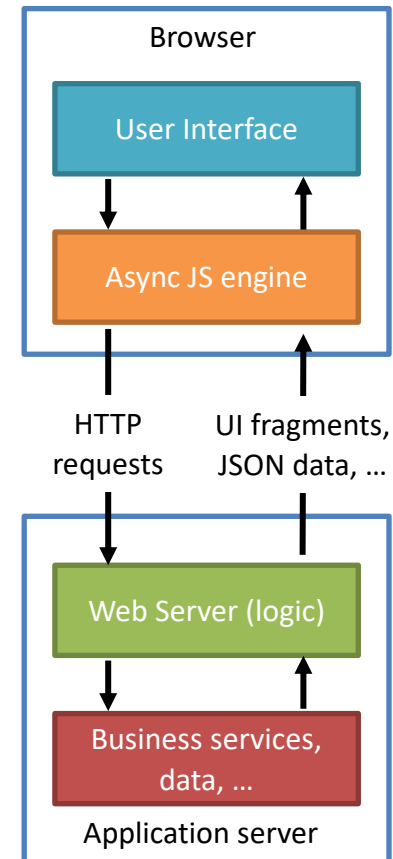 Browser
User Interface
Async JS engine
HTTP
requests
UI fragments,
JSON data, …
Web Server (logic)
Business services,
data, …
Application server